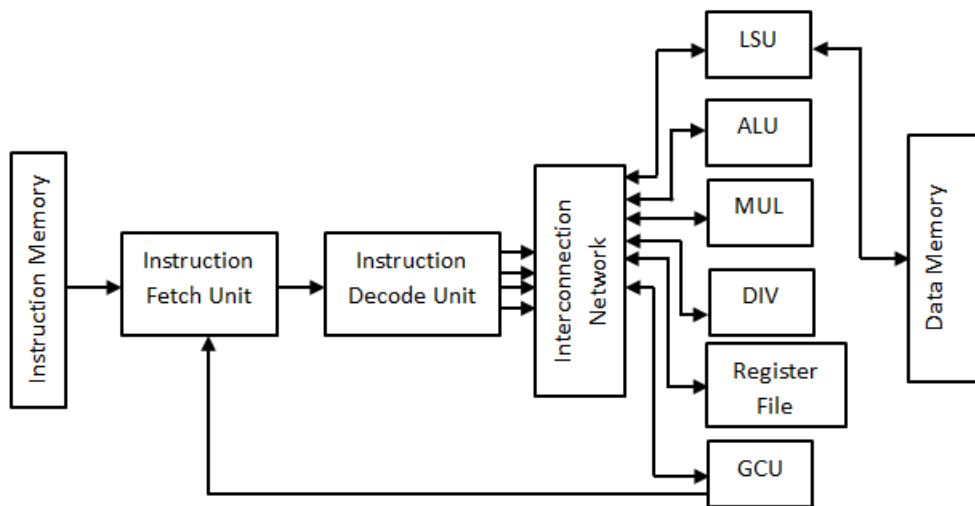 Instruction Memory
Instruction
Fetch Unit
Instruction
Decode Unit
Interconnection
Network
LSU
ALU
MUL
DIV
Register
File
GCU
Data Memory